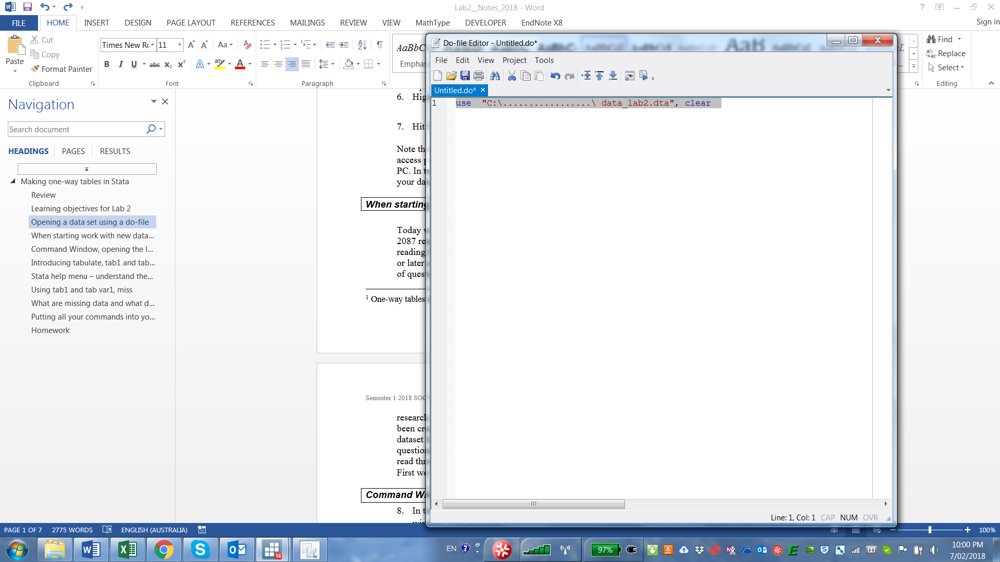 Lab2__Notes_2018 - Word
FILE
HOME
INSERT
DESIGN
PAGE LAYOUT
REFERENCES
MAILINGS
REVIEW
VIEW
MathType
DEVELOPER
EndNote X8
Sign in
Paste
Cut
Copy
Format Painter
Clipboard
Times New Rc
11
Font
Paragraph
AaBbC
Emphas
Find
Replace
Select
Editing
Navigation
Search document
HEADINGS
PAGES
RESULTS
Making one-way tables in Stata
Review
Learning objectives for Lab 2
Opening a data set using a do-file
When starting work with new data...
Command Window, opening the l...
Introducing tabulate, tab1 and tab...
Stata help menu – understand the...
Using tab1 and tab var1, miss
What are missing data and what d...
Putting all your commands into yo...
Homework
6. Hig
7. Hit
Note th
access p
PC. In t
your da
When starting
Today w
2087 re
reading
or later
of quest
1 One-way tables
Semester 1 2018 SOC
research
been cre
dataset
question
read thr
First we
Command Wi
8. In t
Do-file Editor - Untitled.do*
File Edit View Project Tools
Untitled.do*
1 use "C:\.................\ data_lab2.dta", clear
Line: 1, Col: 1 CAP NUM OVR
PAGE 1 OF 7
2775 WORDS
ENGLISH (AUSTRALIA)
100%
EN
97%
14
10:00 PM
7/02/2018